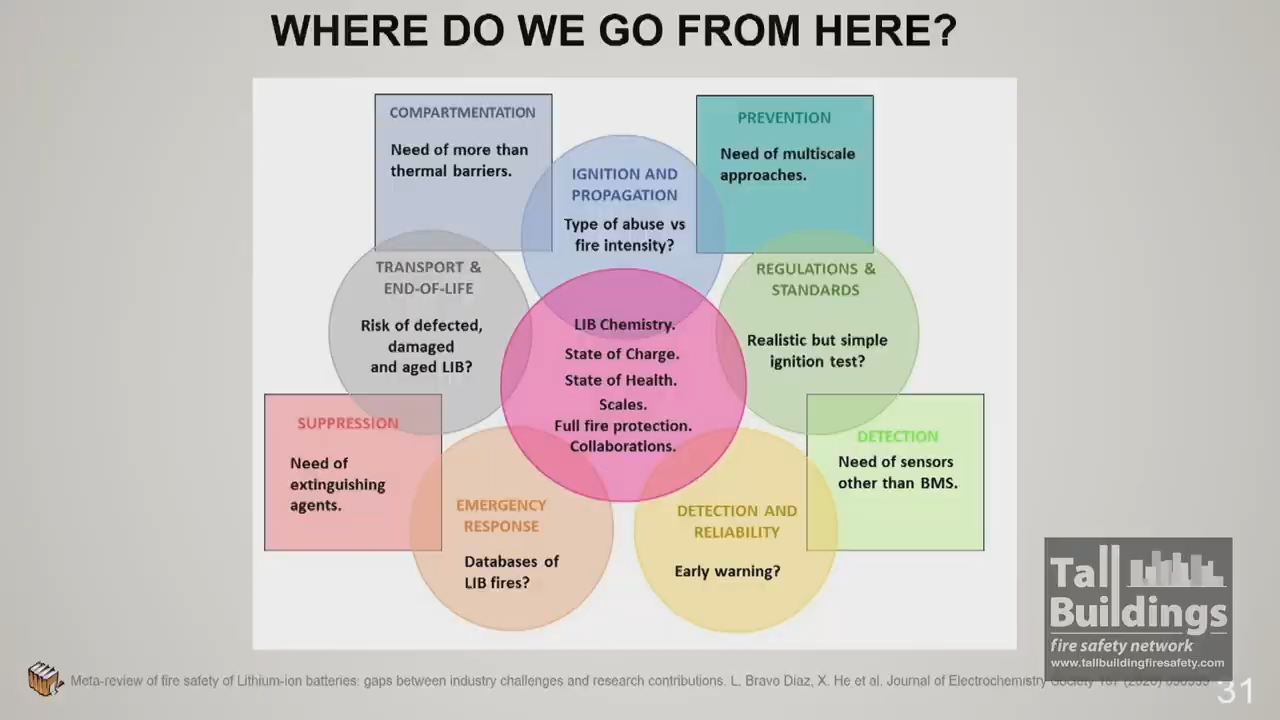 WHERE DO WE GO FROM HERE?
COMPARTMENTATION
Need of more than
thermal barriers.
PREVENTION
Need of multiscale
approaches.
IGNITION AND
PROPAGATION
Type of abuse vs
fire intensity?
TRANSPORT &
END-OF-LIFE
Risk of defected,
damaged
and aged LIB?
REGULATIONS &
STANDARDS
Realistic but simple
ignition test?
LIB Chemistry.
State of Charge.
State of Health.
Scales.
Full fire protection.
Collaborations.
SUPPRESSION
Need of
extinguishing
agents.
DETECTION
Need of sensors
other than BMS.
EMERGENCY
RESPONSE
Databases of
LIB fires?
DETECTION AND
RELIABILITY
Early warning?
Tall
Buildings
fire safety network
www.tallbuildingfiresafety.com
Meta-review of fire safety of Lithium-ion batteries: gaps between industry challenges and research contributions. L. Bravo Diaz, X. He et al. Journal of Electrochemistry Society 167 (2020)
31